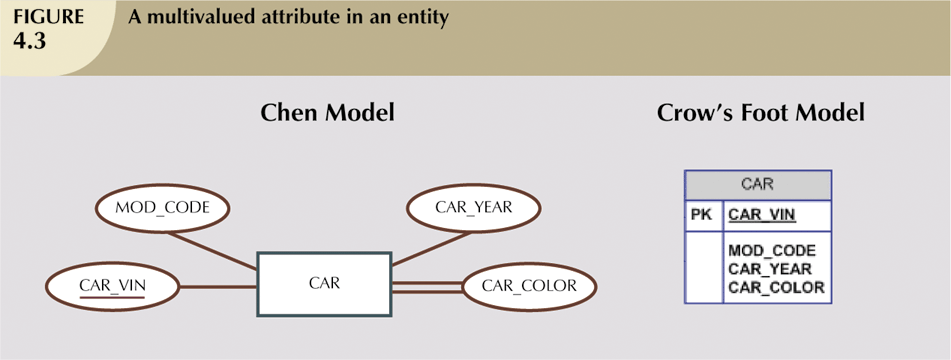 FIGURE
4.3
A multivalued attribute in an entity
Chen Model
Crow's Foot Model
MOD_CODE
CAR_YEAR
CAR_VIN
CAR
CAR_COLOR
CAR
PK CAR_VIN
MOD_CODE
CAR_YEAR
CAR_COLOR